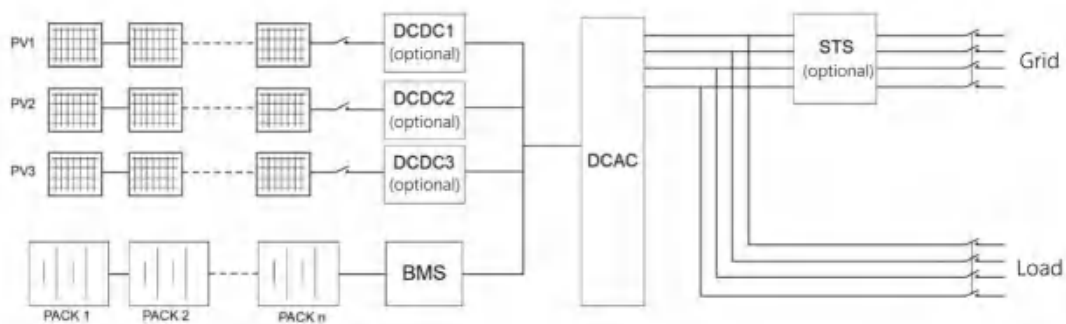 PV1
DCDC1
(optional)
STS
(optional)
Grid
PV2
DCDC2
(optional)
PV3
DCDC3
(optional)
DCAC
BMS
Load
PACK 1
PACK 2
PACK n